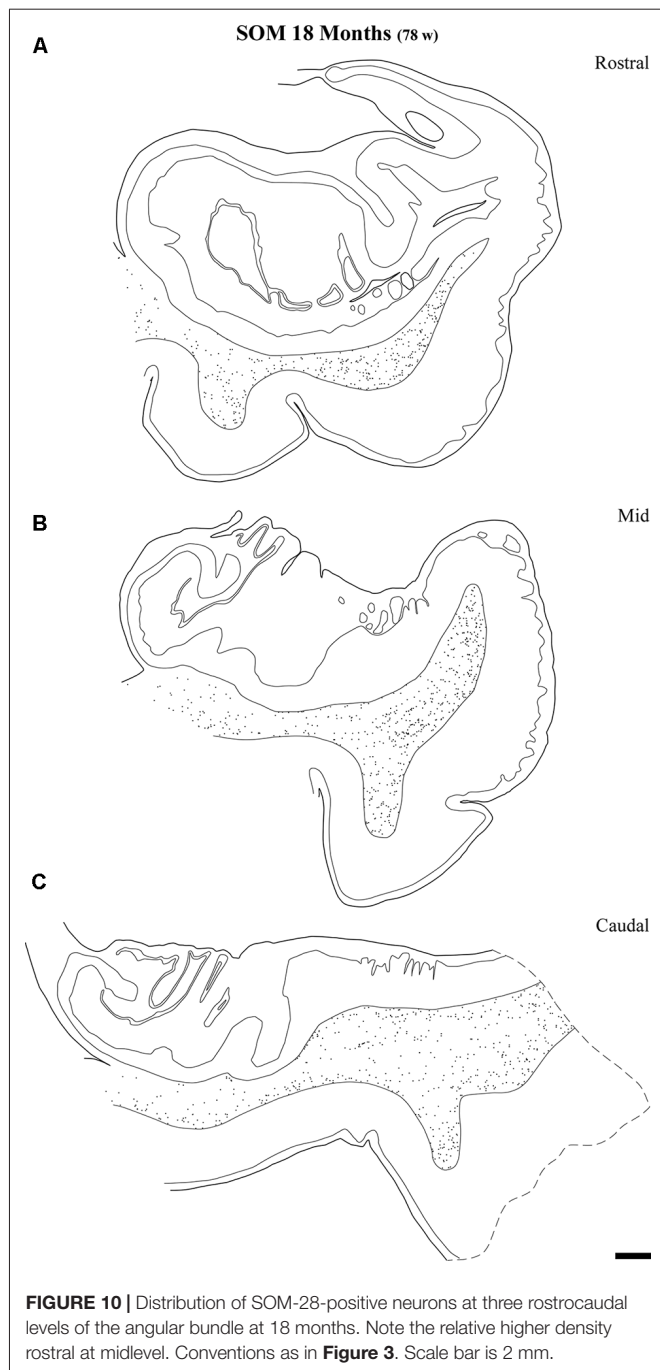 SOM 18 Months (78 w)
A
Rostral
B
Mid
C
Caudal
FIGURE 10 | Distribution of SOM-28-positive neurons at three rostrocaudal
levels of the angular bundle at 18 months. Note the relative higher density
rostral at midlevel. Conventions as in Figure 3. Scale bar is 2 mm.